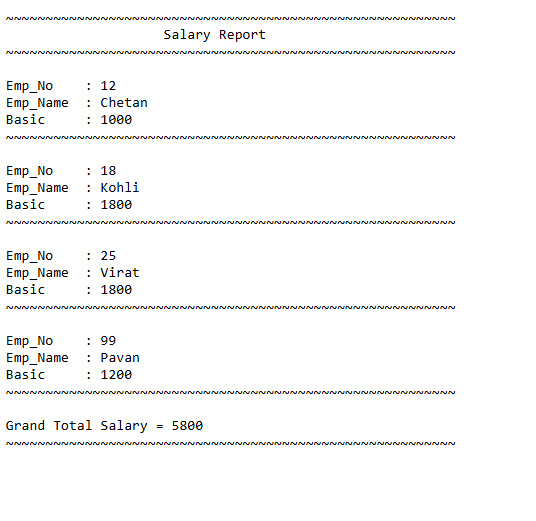 ~~~~~~~~~~~~~~~~~~~~~~~~~~~~~~~~~~~~~~~~~~~~~~~~~~~~~~~~~
Salary Report
~~~~~~~~~~~~~~~~~~~~~~~~~~~~~~~~~~~~~~~~~~~~~~~~~~~~~~~~~
Emp_No    : 12
Emp_Name  : Chetan
Basic     : 1000
~~~~~~~~~~~~~~~~~~~~~~~~~~~~~~~~~~~~~~~~~~~~~~~~~~~~~~~~~
Emp_No    : 18
Emp_Name  : Kohli
Basic     : 1800
~~~~~~~~~~~~~~~~~~~~~~~~~~~~~~~~~~~~~~~~~~~~~~~~~~~~~~~~~
Emp_No    : 25
Emp_Name  : Virat
Basic     : 1800
~~~~~~~~~~~~~~~~~~~~~~~~~~~~~~~~~~~~~~~~~~~~~~~~~~~~~~~~~
Emp_No    : 99
Emp_Name  : Pavan
Basic     : 1200
~~~~~~~~~~~~~~~~~~~~~~~~~~~~~~~~~~~~~~~~~~~~~~~~~~~~~~~~~
Grand Total Salary = 5800
~~~~~~~~~~~~~~~~~~~~~~~~~~~~~~~~~~~~~~~~~~~~~~~~~~~~~~~~~